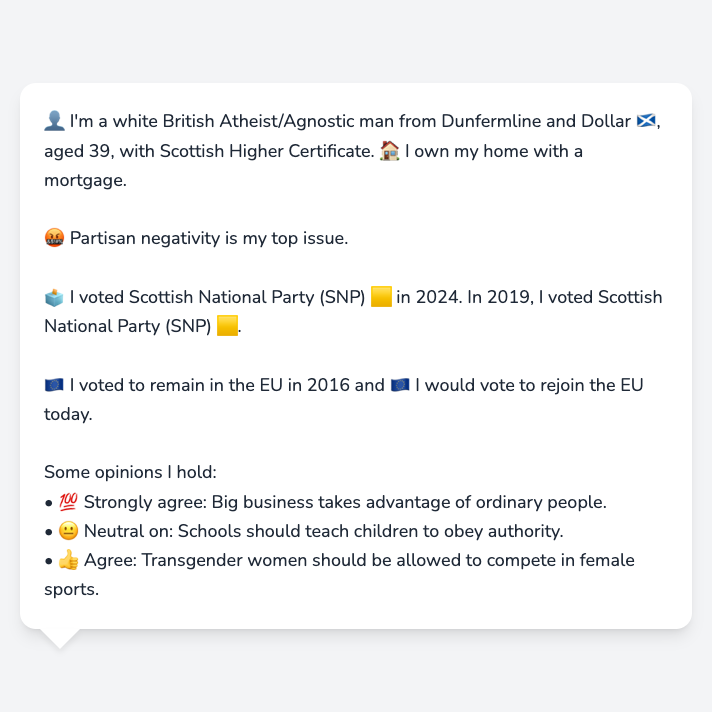 👤 I'm a white British Atheist/Agnostic man from Dunfermline and Dollar 🏴󠁧󠁢󠁳󠁣󠁴󠁿,
aged 39, with Scottish Higher Certificate. 🏠 I own my home with a
mortgage.
🤬 Partisan negativity is my top issue.
🗳️ I voted Scottish National Party (SNP) 🟨 in 2024. In 2019, I voted Scottish
National Party (SNP) 🟨.
🇪🇺 I voted to remain in the EU in 2016 and 🇪🇺 I would vote to rejoin the EU
today.
Some opinions I hold:
• 💯 Strongly agree: Big business takes advantage of ordinary people.
• 😐 Neutral on: Schools should teach children to obey authority.
• 👍 Agree: Transgender women should be allowed to compete in female
sports.